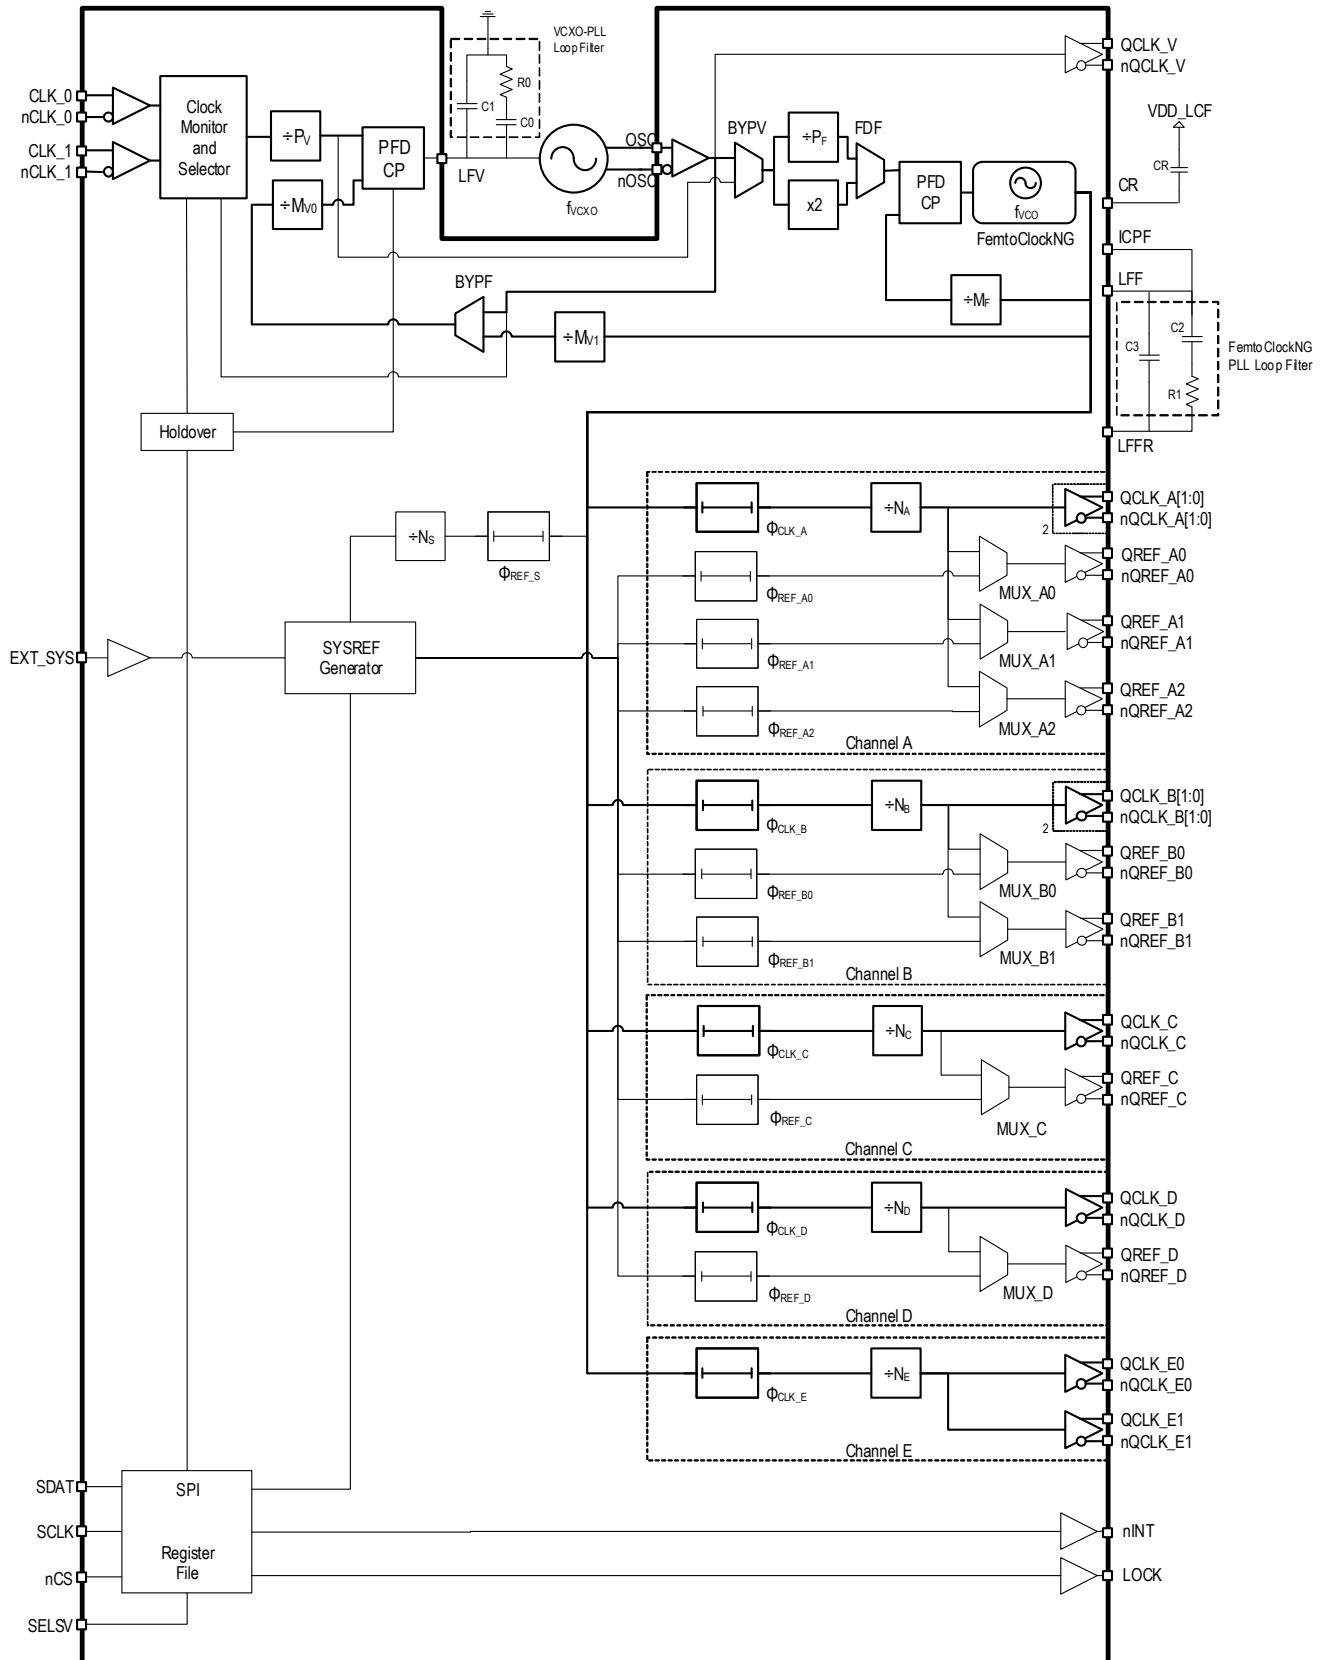 VCXO-PLL
Loop Filter
R0
C1
C0
QCLK_V
nQCLK_V
CLK_0
nCLK_0
CLK_1
nCLK_1
Clock
Monitor
and
Selector
÷PV
÷MV0
PFD
CP
LFV
fVCXO
OSC
nOSC
BYPV
÷PF
x2
FDF
PFD
CP
fVCO
FemtoClockNG
VDD_LCF
CR
CR
ICPF
LFF
C3
C2
R1
FemtoClockNG
PLL Loop Filter
LFFR
÷MF
BYPF
÷MV1
Holdover
÷NS
ΦREF_S
EXT_SYS
SYSREF
Generator
ΦCLK_A
÷NA
2
QCLK_A[1:0]
nQCLK_A[1:0]
ΦREF_A0
MUX_A0
QREF_A0
nQREF_A0
ΦREF_A1
MUX_A1
QREF_A1
nQREF_A1
ΦREF_A2
MUX_A2
QREF_A2
nQREF_A2
Channel A
ΦCLK_B
÷NB
2
QCLK_B[1:0]
nQCLK_B[1:0]
ΦREF_B0
MUX_B0
QREF_B0
nQREF_B0
ΦREF_B1
MUX_B1
QREF_B1
nQREF_B1
Channel B
ΦCLK_C
÷NC
QCLK_C
nQCLK_C
ΦREF_C
MUX_C
QREF_C
nQREF_C
Channel C
ΦCLK_D
÷ND
QCLK_D
nQCLK_D
ΦREF_D
MUX_D
QREF_D
nQREF_D
Channel D
ΦCLK_E
÷NE
QCLK_E0
nQCLK_E0
QCLK_E1
nQCLK_E1
Channel E
SDAT
SCLK
nCS
SELSV
SPI
Register
File
nINT
LOCK